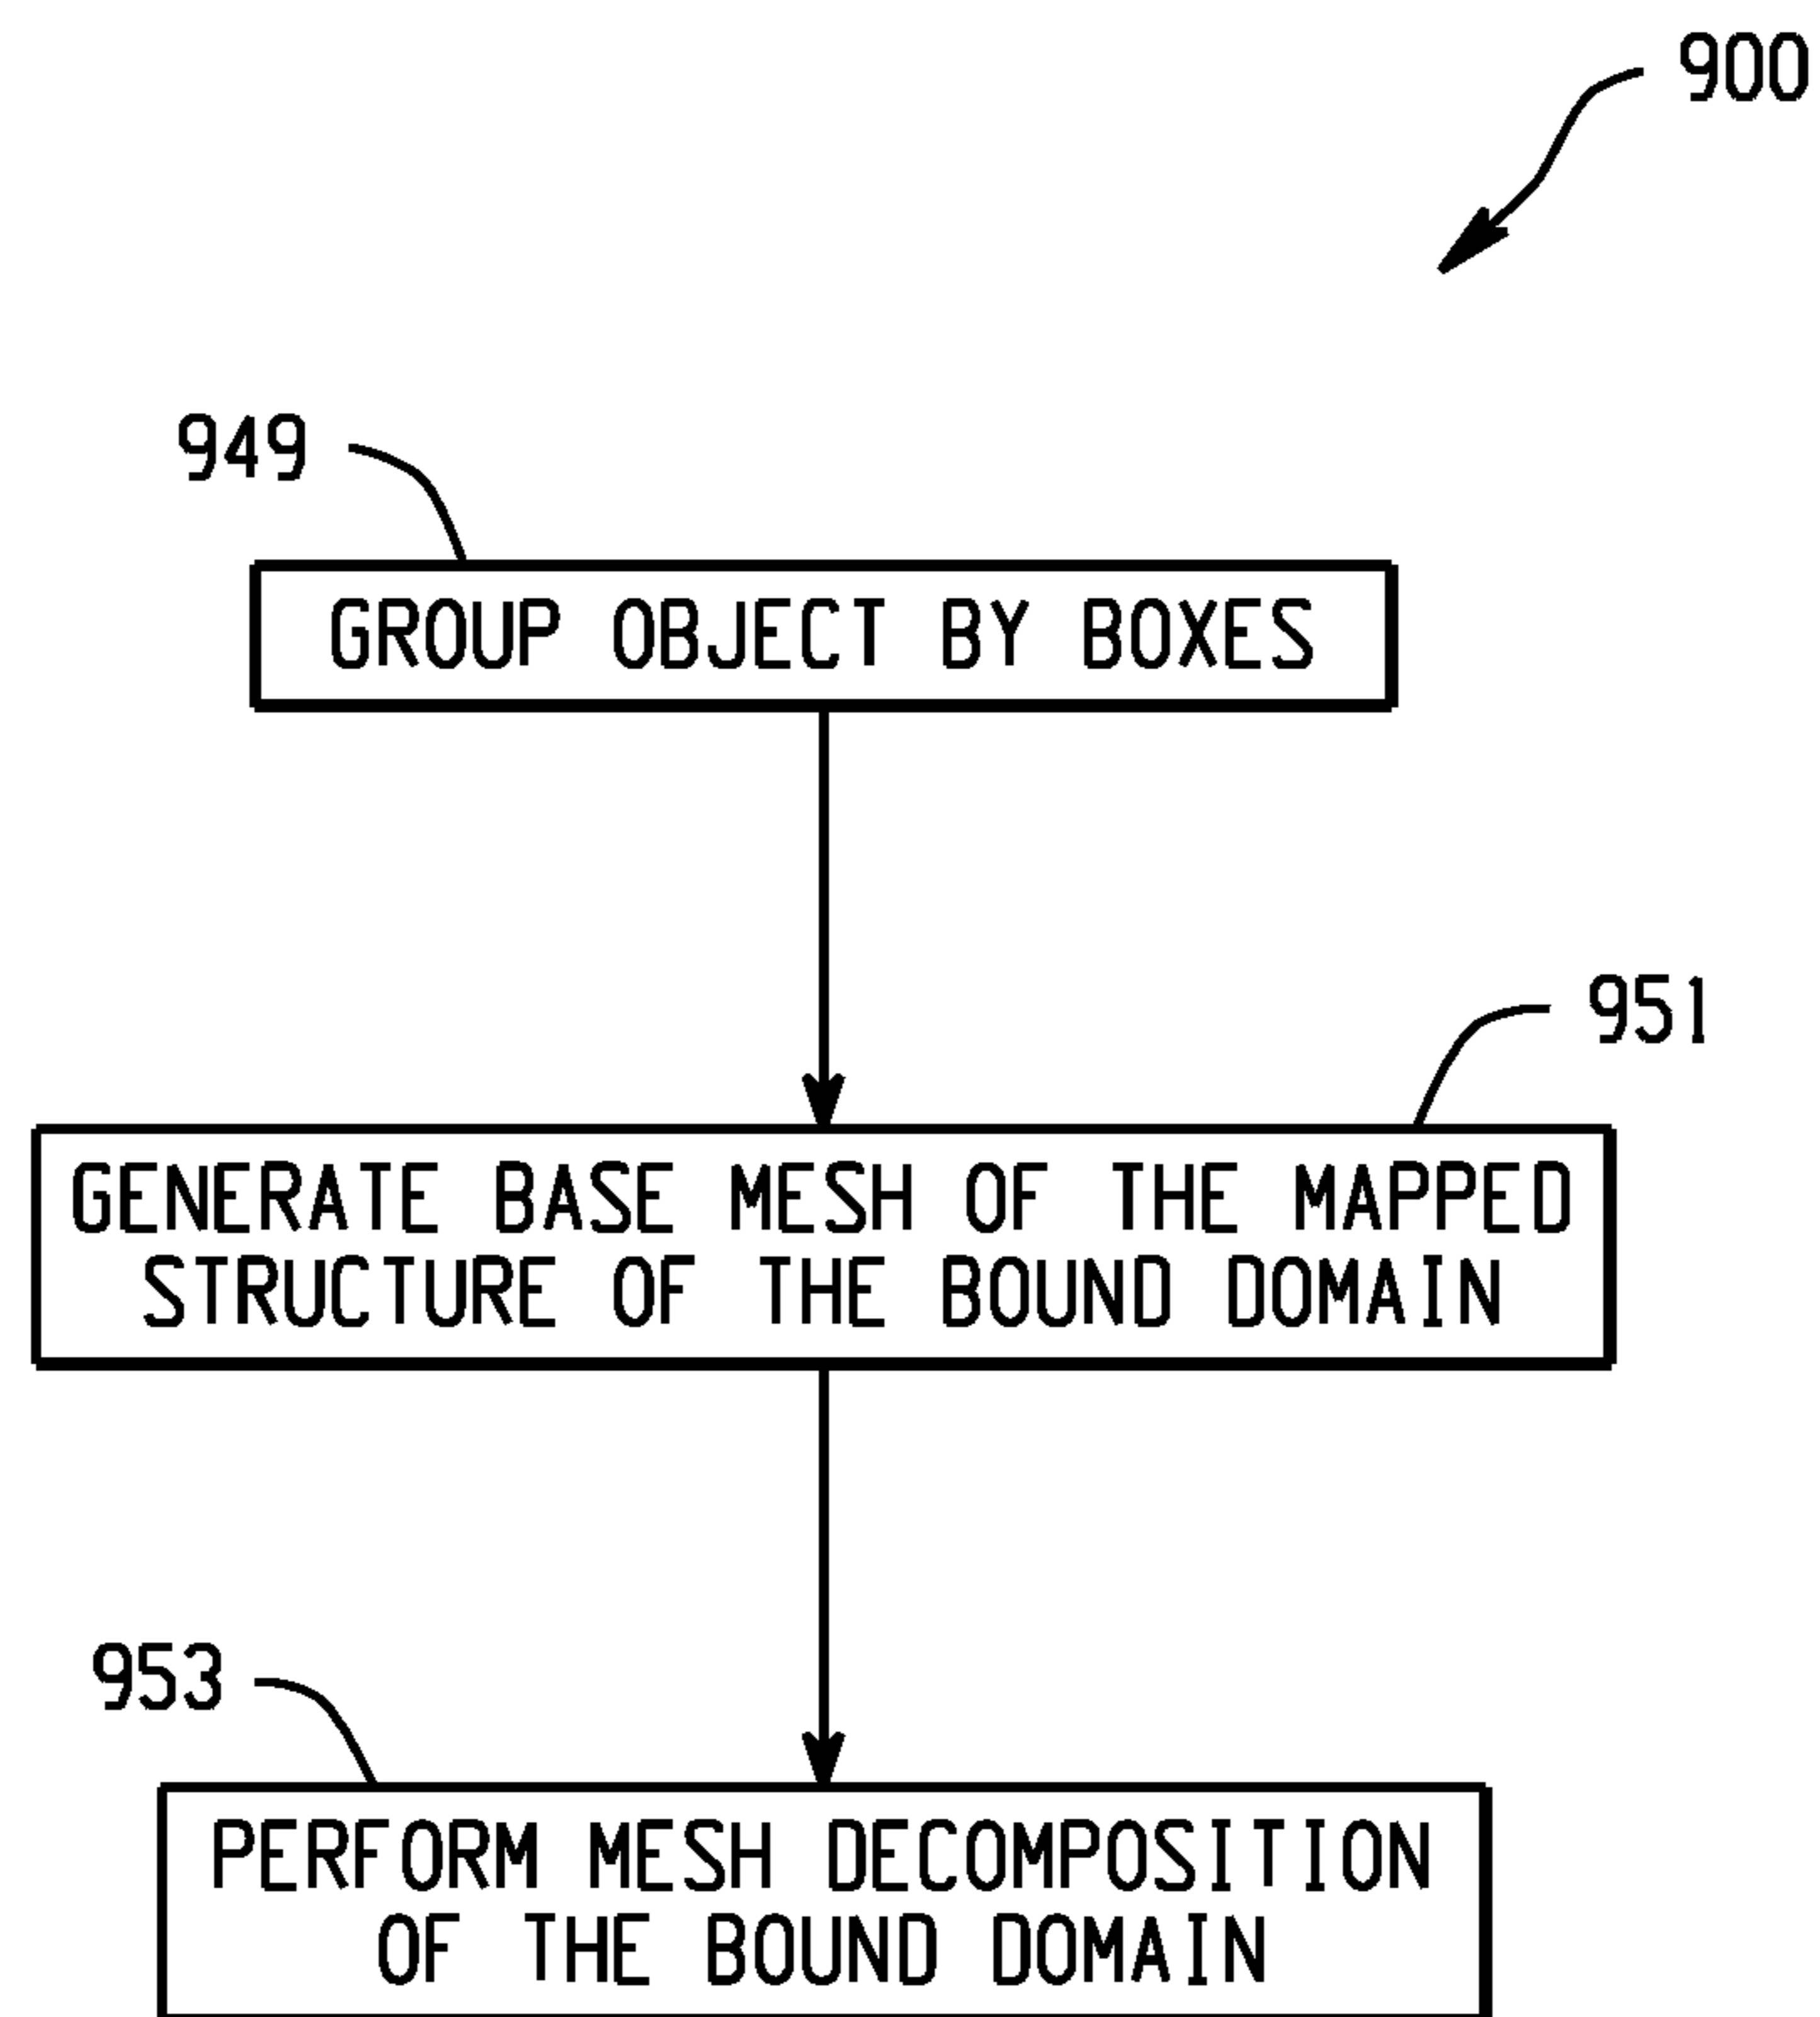 900
949
GROUP OBJECT BY BOXES
951
GENERATE BASE MESH OF THE MAPPED
STRUCTURE OF THE BOUND DOMAIN
953
PERFORM MESH DECOMPOSITION
OF THE BOUND DOMAIN